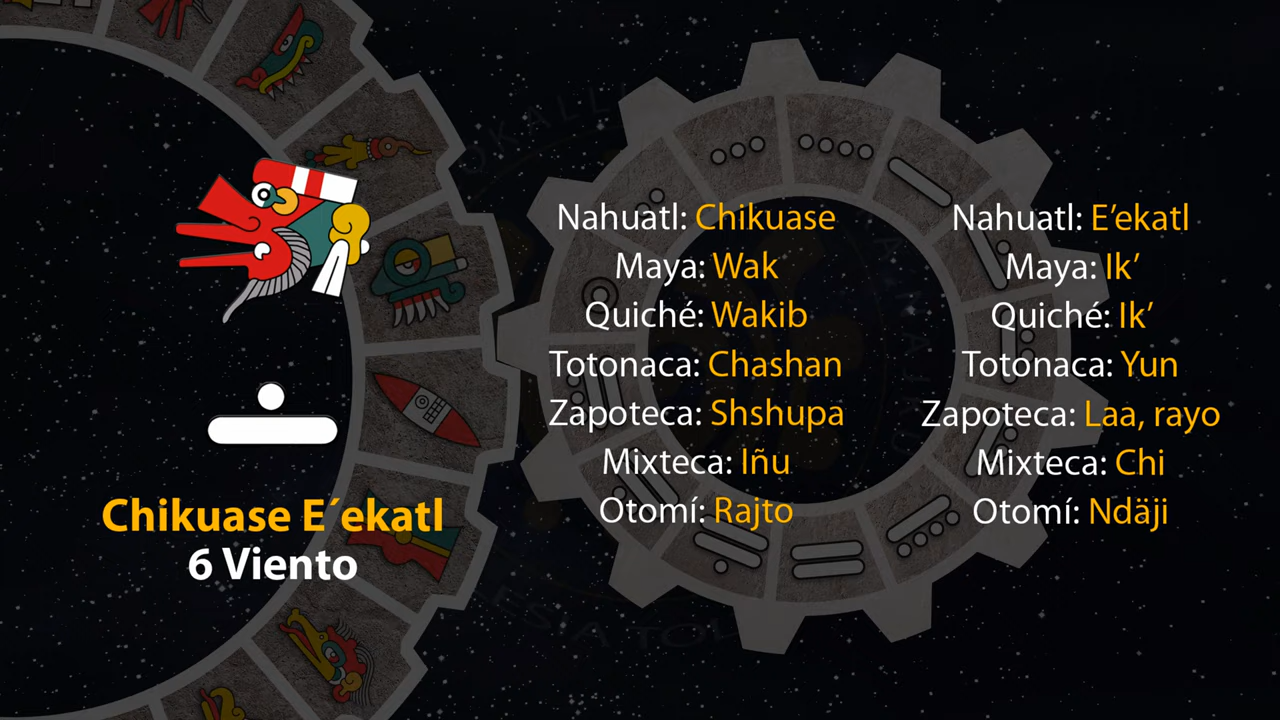 Nahuatl: Chikuase
Maya: Wak
Quiché: Wakib
Totonaca: Chashan
Zapoteca: Shshupa
Mixteca: Iñu
Otomí: Rajto
Nahuatl: E’ekatl
Maya: Ik’
Quiché: Ik’
Totonaca: Yun
Zapoteca: Laa, rayo
Mixteca: Chi
Otomí: Ndäji
Chikuase E´ekatl
6 Viento